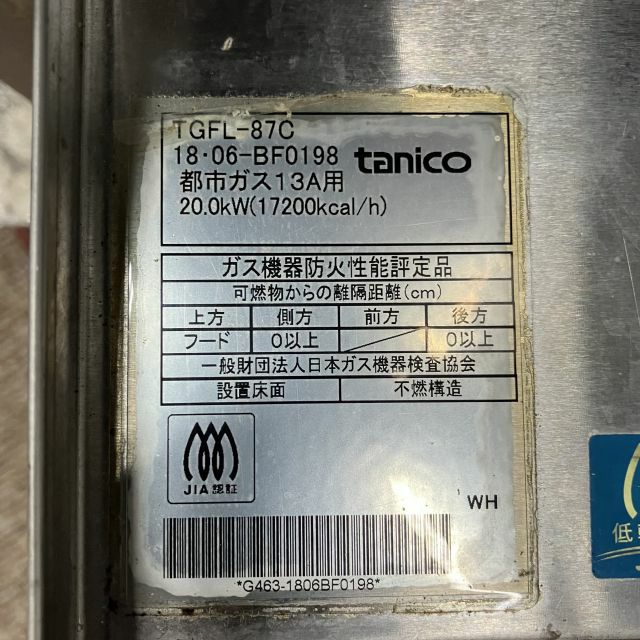 TGFL-87C
18・06-BF0198 tanico
都市ガス13A用
20.0kW(17200kcal/h)
ガス機器防火性能評定品
可燃物からの離隔距離(cm)
上方 側方 前方 後方
フード 0以上 0以上
一般財団法人日本ガス機器検査協会
設置床面 不燃構造
JIA認証
WH
*G463-1806BF0198*
低